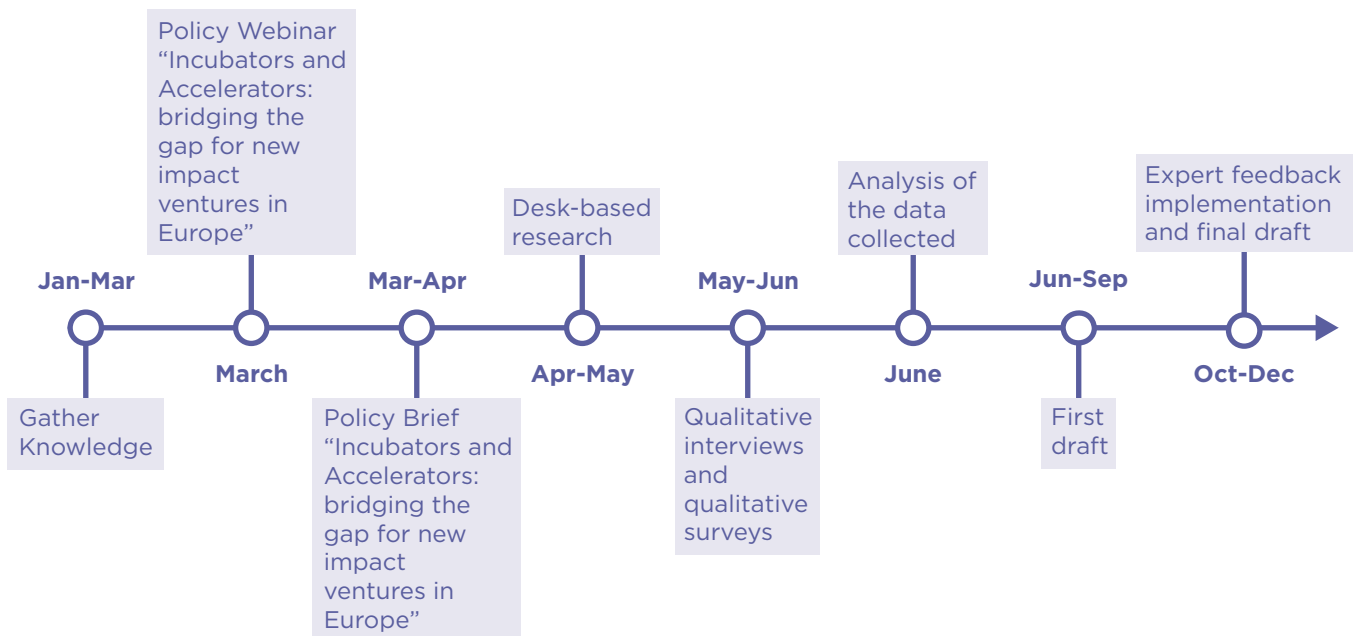 Policy Webinar
“Incubators and
Accelerators:
bridging the
gap for new
impact
ventures in
Europe”
Desk-based
research
Analysis of
the data
collected
Expert feedback
implementation
and final draft
Jan-Mar
Mar-Apr
May-Jun
Jun-Sep
March
Apr-May
June
Oct-Dec
Gather
Knowledge
Policy Brief
“Incubators and
Accelerators:
bridging the
gap for new
impact
ventures in
Europe”
Qualitative
interviews
and
qualitative
surveys
First
draft